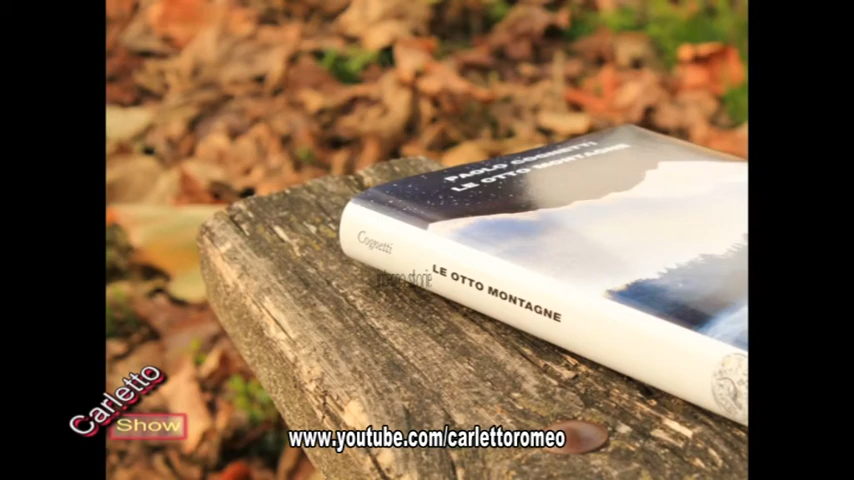 PAOLO COGNETTI
LE OTTO MONTAGNE
Cognetti
LE OTTO MONTAGNE
Carletto
Show
www.youtube.com/carlettoromeo